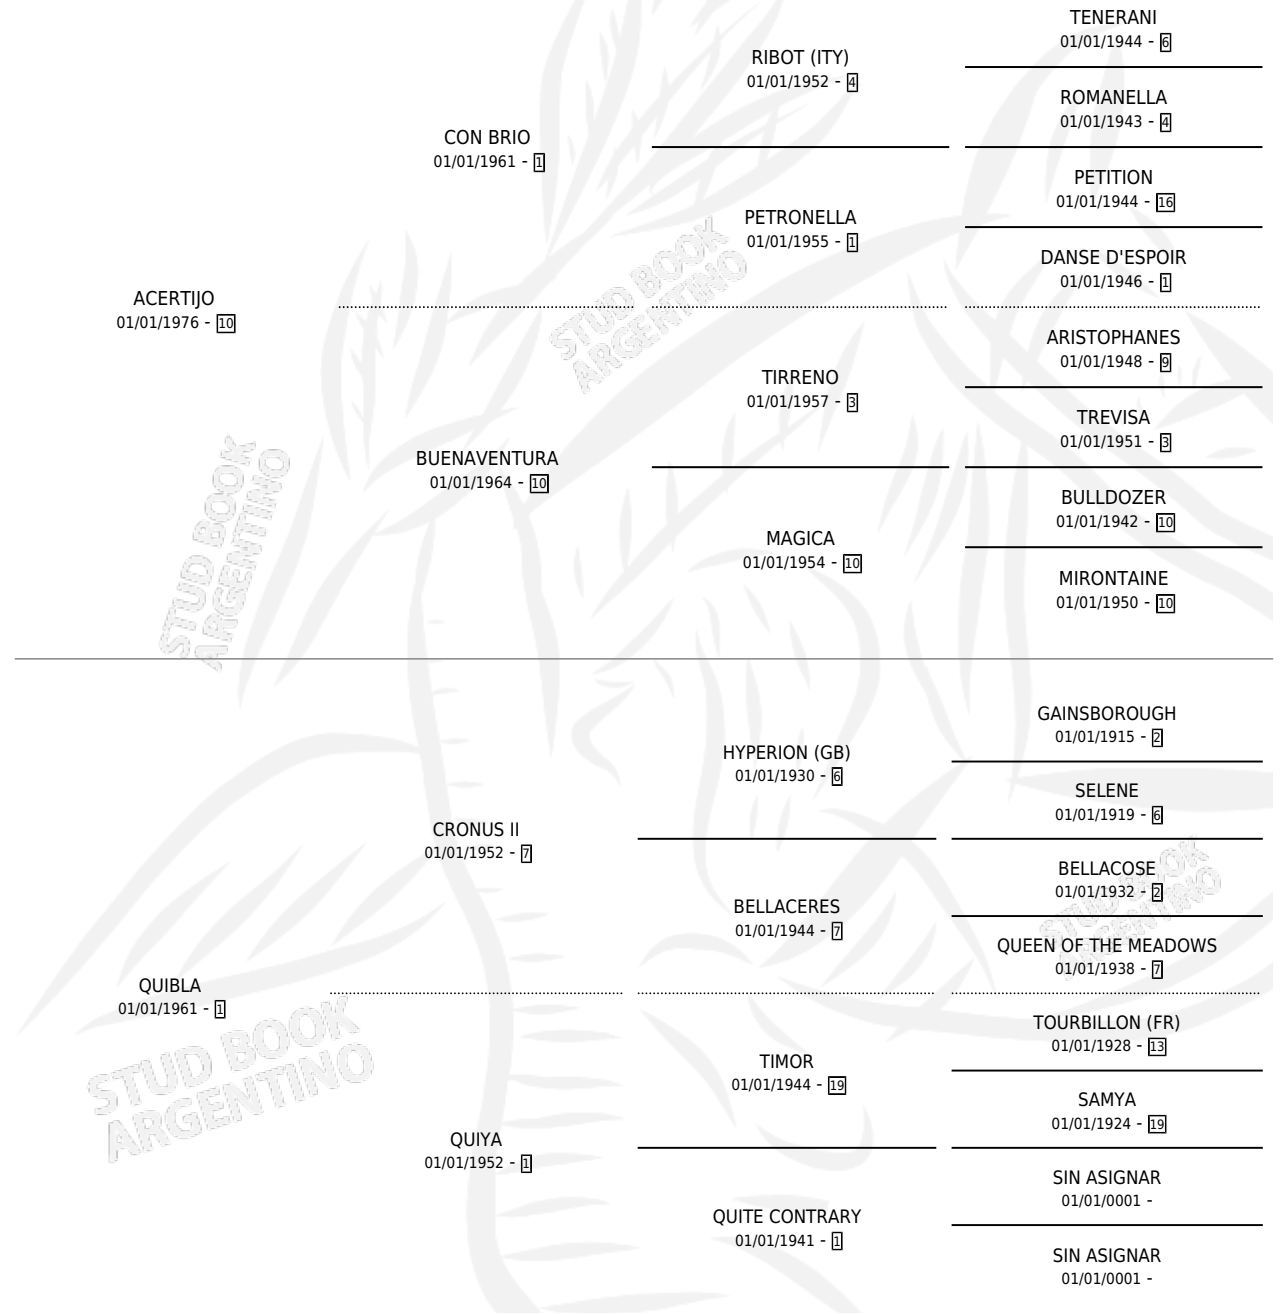 TENERANI
01/01/1944 - 6
RIBOT (ITY)
01/01/1952 - 4
ROMANELLA
01/01/1943 - 4
CON BRIO
01/01/1961 - 1
PETITION
01/01/1944 - 16
PETRONELLA
01/01/1955 - 1
DANSE D'ESPOIR
01/01/1946 - 1
ACERTIJO
01/01/1976 - 10
STUD BOOK
ARGENTINO
ARISTOPHANES
01/01/1948 - 9
TIRRENO
01/01/1957 - 3
TREVISA
01/01/1951 - 3
BUENAVENTURA
01/01/1964 - 10
BULLDOZER
01/01/1942 - 10
MAGICA
01/01/1954 - 10
MIRONTAINE
01/01/1950 - 10
STUD BOOK
ARGENTINO
GAINSBOROUGH
01/01/1915 - 2
HYPERION (GB)
01/01/1930 - 6
SELENE
01/01/1919 - 6
CRONUS II
01/01/1952 - 7
BELLACOSE
01/01/1932 - 2
BELLACERES
01/01/1944 - 7
QUEEN OF THE MEADOWS
01/01/1938 - 7
STUD BOOK
ARGENTINO
QUIBLA
01/01/1961 - 1
TOURBILLON (FR)
01/01/1928 - 13
TIMOR
01/01/1944 - 19
SAMYA
01/01/1924 - 19
STUD BOOK
ARGENTINO
QUIYA
01/01/1952 - 1
SIN ASIGNAR
01/01/0001 -
QUITE CONTRARY
01/01/1941 - 1
SIN ASIGNAR
01/01/0001 -